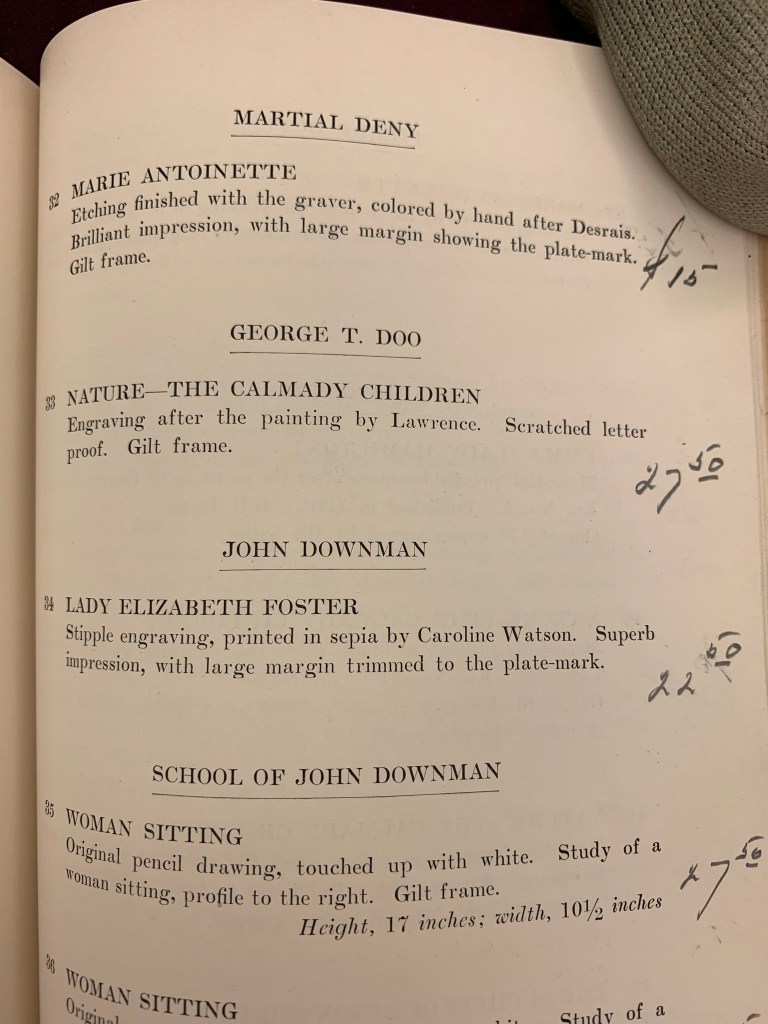 MARTIAL DENY
32 MARIE ANTOINETTE
Etching finished with the graver, colored by hand after Desrais.
Brilliant impression, with large margin showing the plate-mark.
Gilt frame.
$15
GEORGE T. DOO
33 NATURE—THE CALMADY CHILDREN
Engraving after the painting by Lawrence. Scratched letter
proof. Gilt frame.
27 50
JOHN DOWNMAN
34 LADY ELIZABETH FOSTER
Stipple engraving, printed in sepia by Caroline Watson. Superb
impression, with large margin trimmed to the plate-mark.
22 50
SCHOOL OF JOHN DOWNMAN
35 WOMAN SITTING
Original pencil drawing, touched up with white. Study of a
woman sitting, profile to the right. Gilt frame.
27 50
Height, 17 inches; width, 10½ inches
36 WOMAN SITTING
Original Study of a